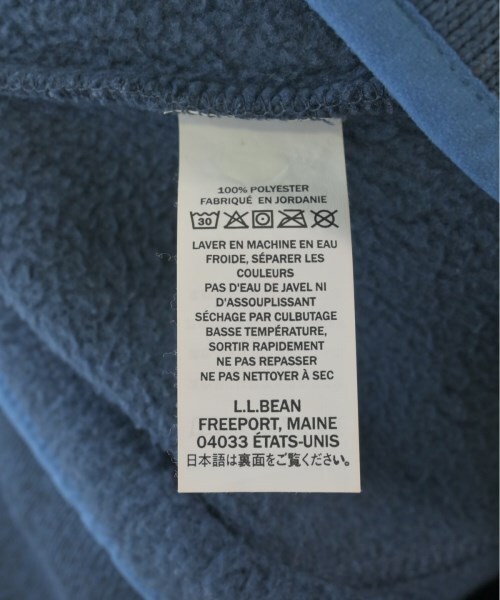 100% POLYESTER
FABRIQUÉ EN JORDANIE
30
LAVER EN MACHINE EN EAU
FROIDE, SÉPARER LES
COULEURS
PAS D'EAU DE JAVEL NI
D'ASSOUPLISSANT
SÉCHAGE PAR CULBUTAGE
BASSE TEMPÉRATURE,
SORTIR RAPIDEMENT
NE PAS REPASSER
NE PAS NETTOYER À SEC
L.L.BEAN
FREEPORT, MAINE
04033 ÉTATS-UNIS
日本語は裏面をご覧ください。